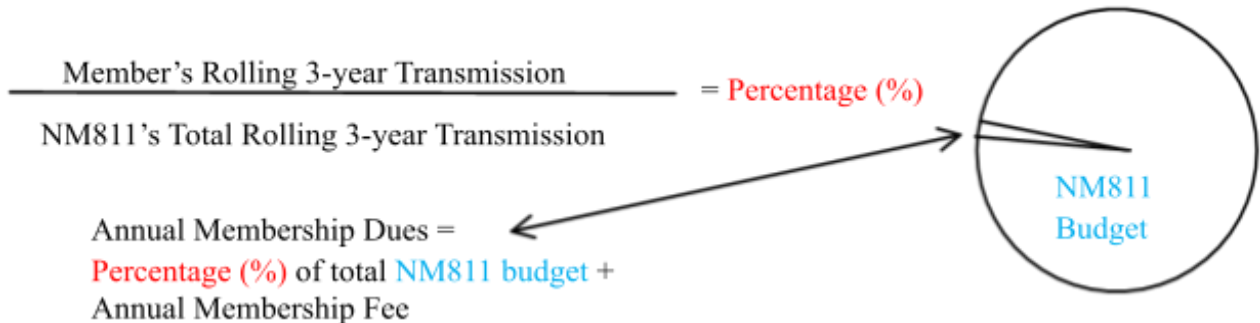 Member’s Rolling 3-year Transmission
= Percentage (%)
NM811’s Total Rolling 3-year Transmission
NM811
Budget
Annual Membership Dues =
Percentage (%) of total NM811 budget +
Annual Membership Fee